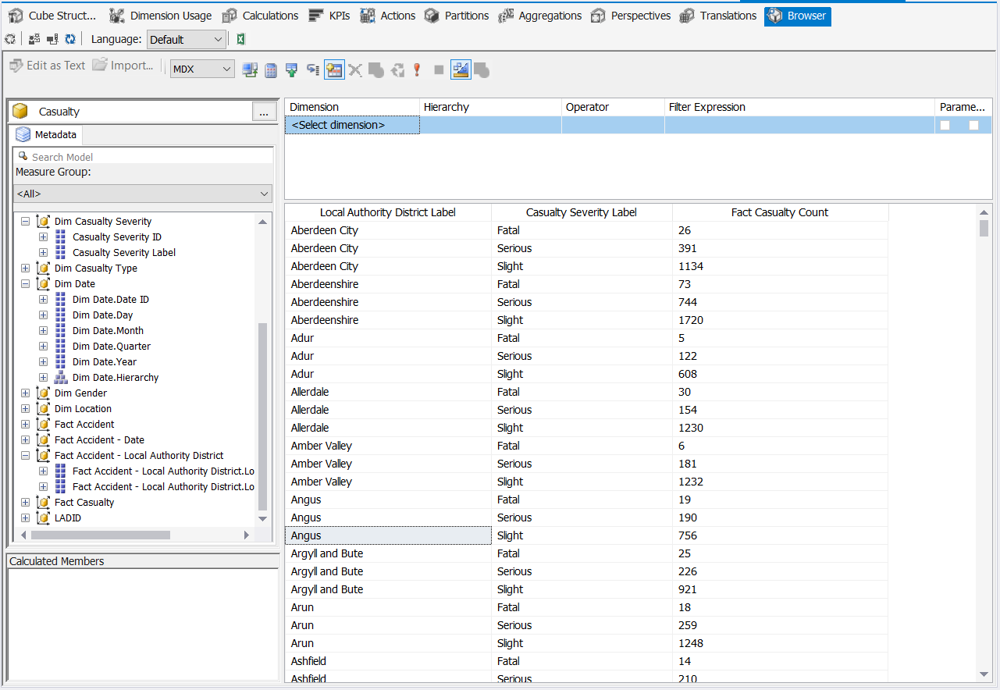 Cube Struct... Dimension Usage Calculations KPIs Actions Partitions Aggregations Perspectives Translations Browser
Language: Default
Edit as Text Import... MDX
Casualty ...
Metadata
Search Model
Measure Group:
<All>
Dim Casualty Severity
Casualty Severity ID
Casualty Severity Label
Dim Casualty Type
Dim Date
Dim Date.Date ID
Dim Date.Day
Dim Date.Month
Dim Date.Quarter
Dim Date.Year
Dim Date.Hierarchy
Dim Gender
Dim Location
Fact Accident
Fact Accident - Date
Fact Accident - Local Authority District
Fact Accident - Local Authority District.Lo
Fact Accident - Local Authority District.Lo
Fact Casualty
LADID
Calculated Members
Dimension Hierarchy Operator Filter Expression Parame...
<Select dimension>
Local Authority District Label Casualty Severity Label Fact Casualty Count
Aberdeen City Fatal 26
Aberdeen City Serious 391
Aberdeen City Slight 1134
Aberdeenshire Fatal 73
Aberdeenshire Serious 744
Aberdeenshire Slight 1720
Adur Fatal 5
Adur Serious 122
Adur Slight 608
Allerdale Fatal 30
Allerdale Serious 154
Allerdale Slight 1230
Amber Valley Fatal 6
Amber Valley Serious 181
Amber Valley Slight 1232
Angus Fatal 19
Angus Serious 190
Angus Slight 756
Argyll and Bute Fatal 25
Argyll and Bute Serious 226
Argyll and Bute Slight 921
Arun Fatal 18
Arun Serious 259
Arun Slight 1248
Ashfield Fatal 14
Ashfield Serious 210